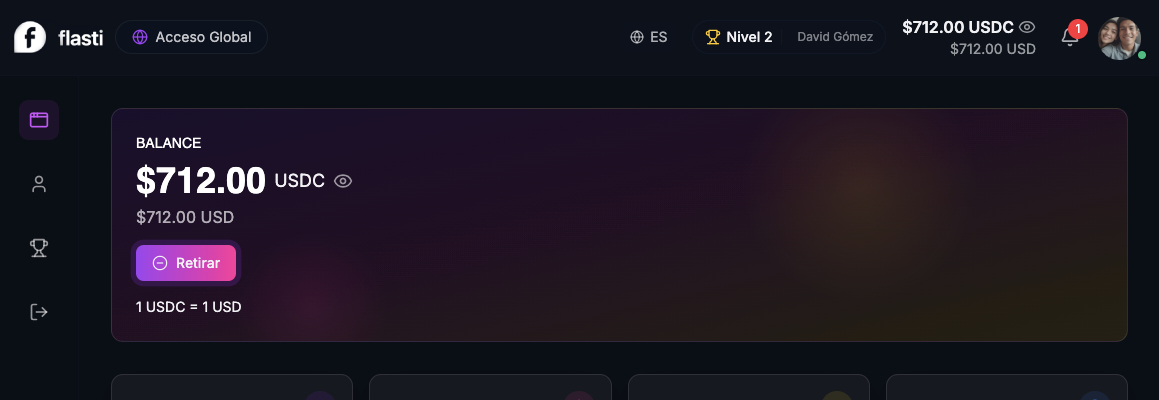 flasti
Acceso Global
ES
Nivel 2
David Gómez
$712.00 USDC
$712.00 USD
1
BALANCE
$712.00 USDC
$712.00 USD
Retirar
1 USDC = 1 USD